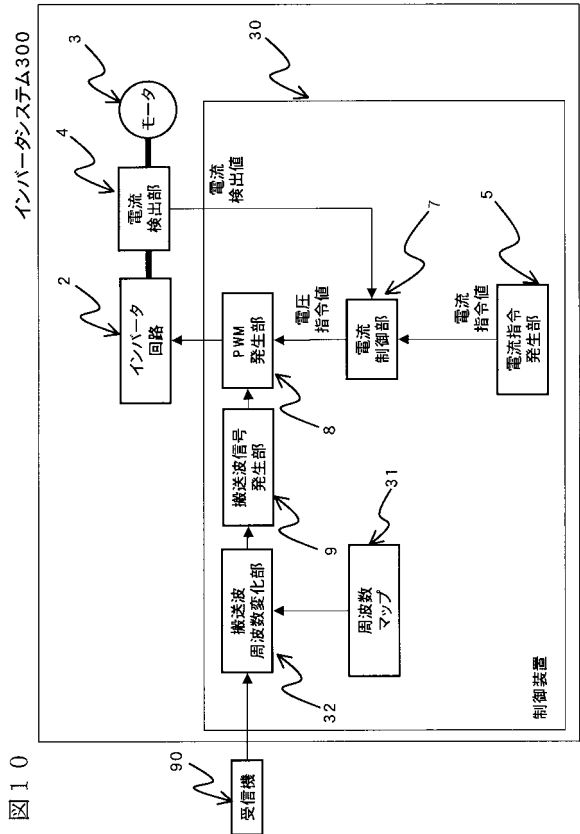 図１０
インバータシステム300
2
インバータ
回路
4
電流
検出部
3
モータ
30
電流
検出値
PWM
発生部
8
電圧
指令値
電流
制御部
7
電流
指令値
電流指令
発生部
5
搬送波信号
発生部
9
搬送波
周波数変化部
32
周波数
マップ
31
制御装置
受信機
90